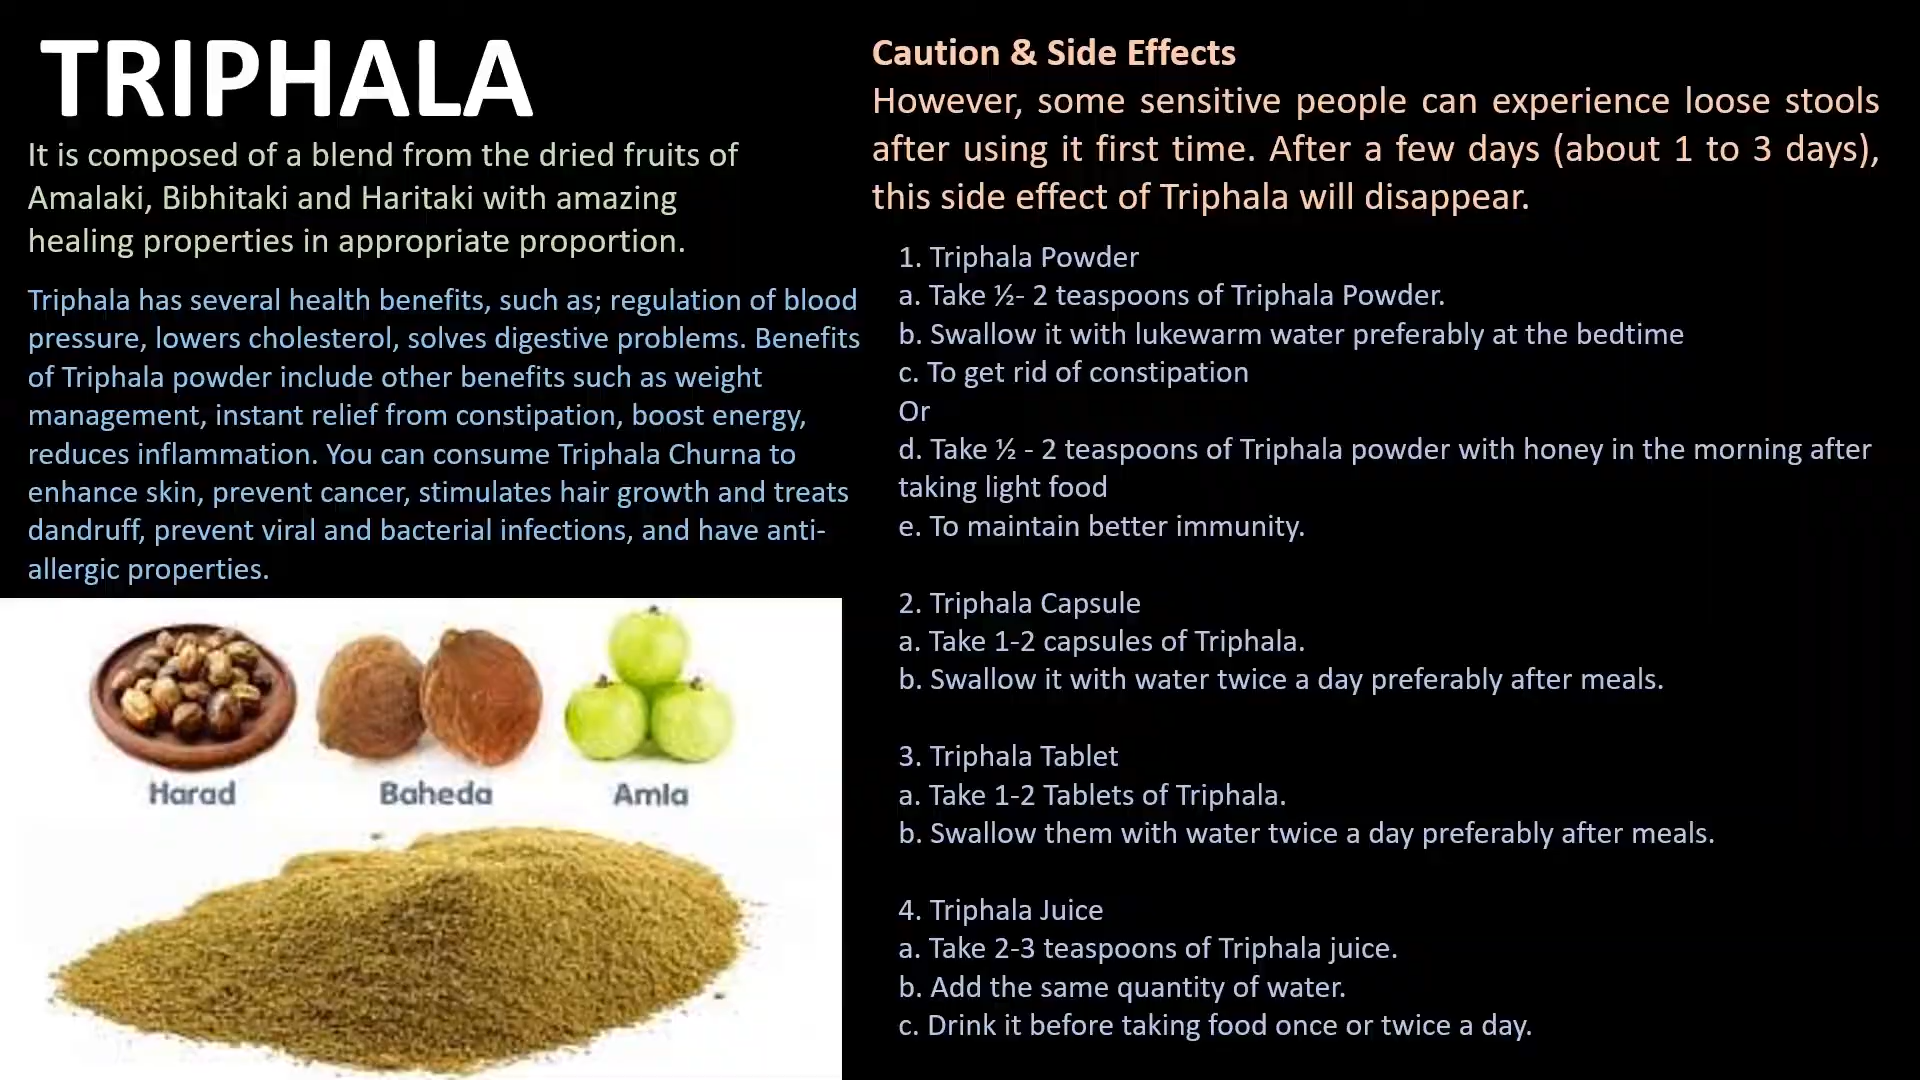 TRIPHALA
It is composed of a blend from the dried fruits of
Amalaki, Bibhitaki and Haritaki with amazing
healing properties in appropriate proportion.
Triphala has several health benefits, such as; regulation of blood
pressure, lowers cholesterol, solves digestive problems. Benefits
of Triphala powder include other benefits such as weight
management, instant relief from constipation, boost energy,
reduces inflammation. You can consume Triphala Churna to
enhance skin, prevent cancer, stimulates hair growth and treats
dandruff, prevent viral and bacterial infections, and have anti-
allergic properties.
Harad
Baheda
Amla
Caution & Side Effects
However, some sensitive people can experience loose stools
after using it first time. After a few days (about 1 to 3 days),
this side effect of Triphala will disappear.
1. Triphala Powder
a. Take ½- 2 teaspoons of Triphala Powder.
b. Swallow it with lukewarm water preferably at the bedtime
c. To get rid of constipation
Or
d. Take ½ - 2 teaspoons of Triphala powder with honey in the morning after
taking light food
e. To maintain better immunity.
2. Triphala Capsule
a. Take 1-2 capsules of Triphala.
b. Swallow it with water twice a day preferably after meals.
3. Triphala Tablet
a. Take 1-2 Tablets of Triphala.
b. Swallow them with water twice a day preferably after meals.
4. Triphala Juice
a. Take 2-3 teaspoons of Triphala juice.
b. Add the same quantity of water.
c. Drink it before taking food once or twice a day.